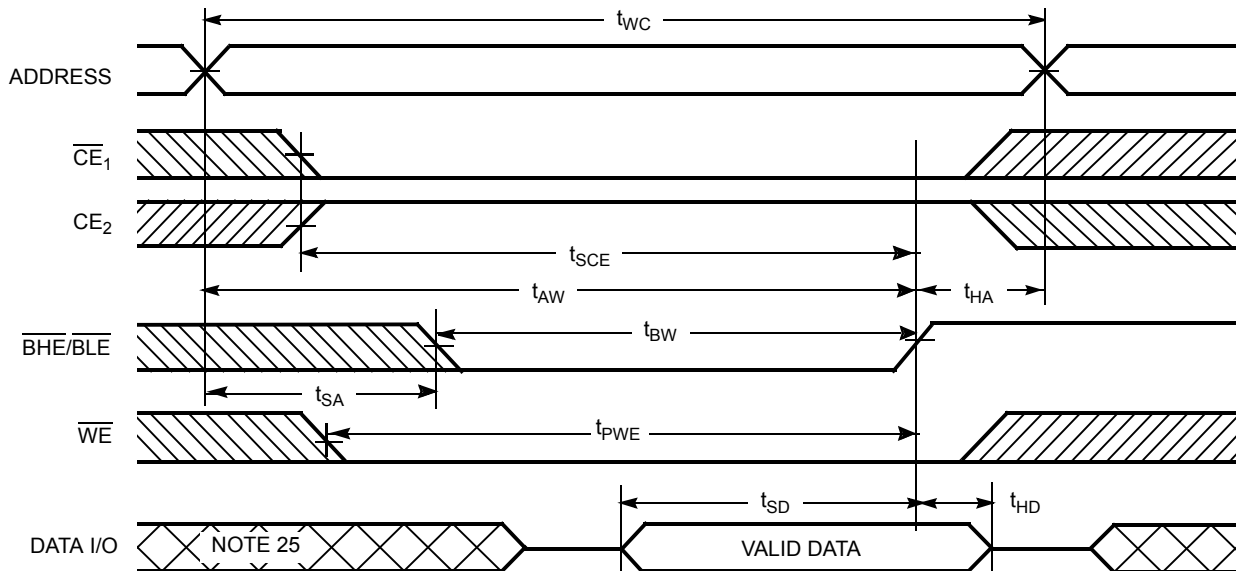 tWC
ADDRESS
CE1
CE2
tSCE
tAW
tHA
BHE/BLE
tBW
tSA
WE
tPWE
tSD
tHD
DATA I/O
NOTE 25
VALID DATA